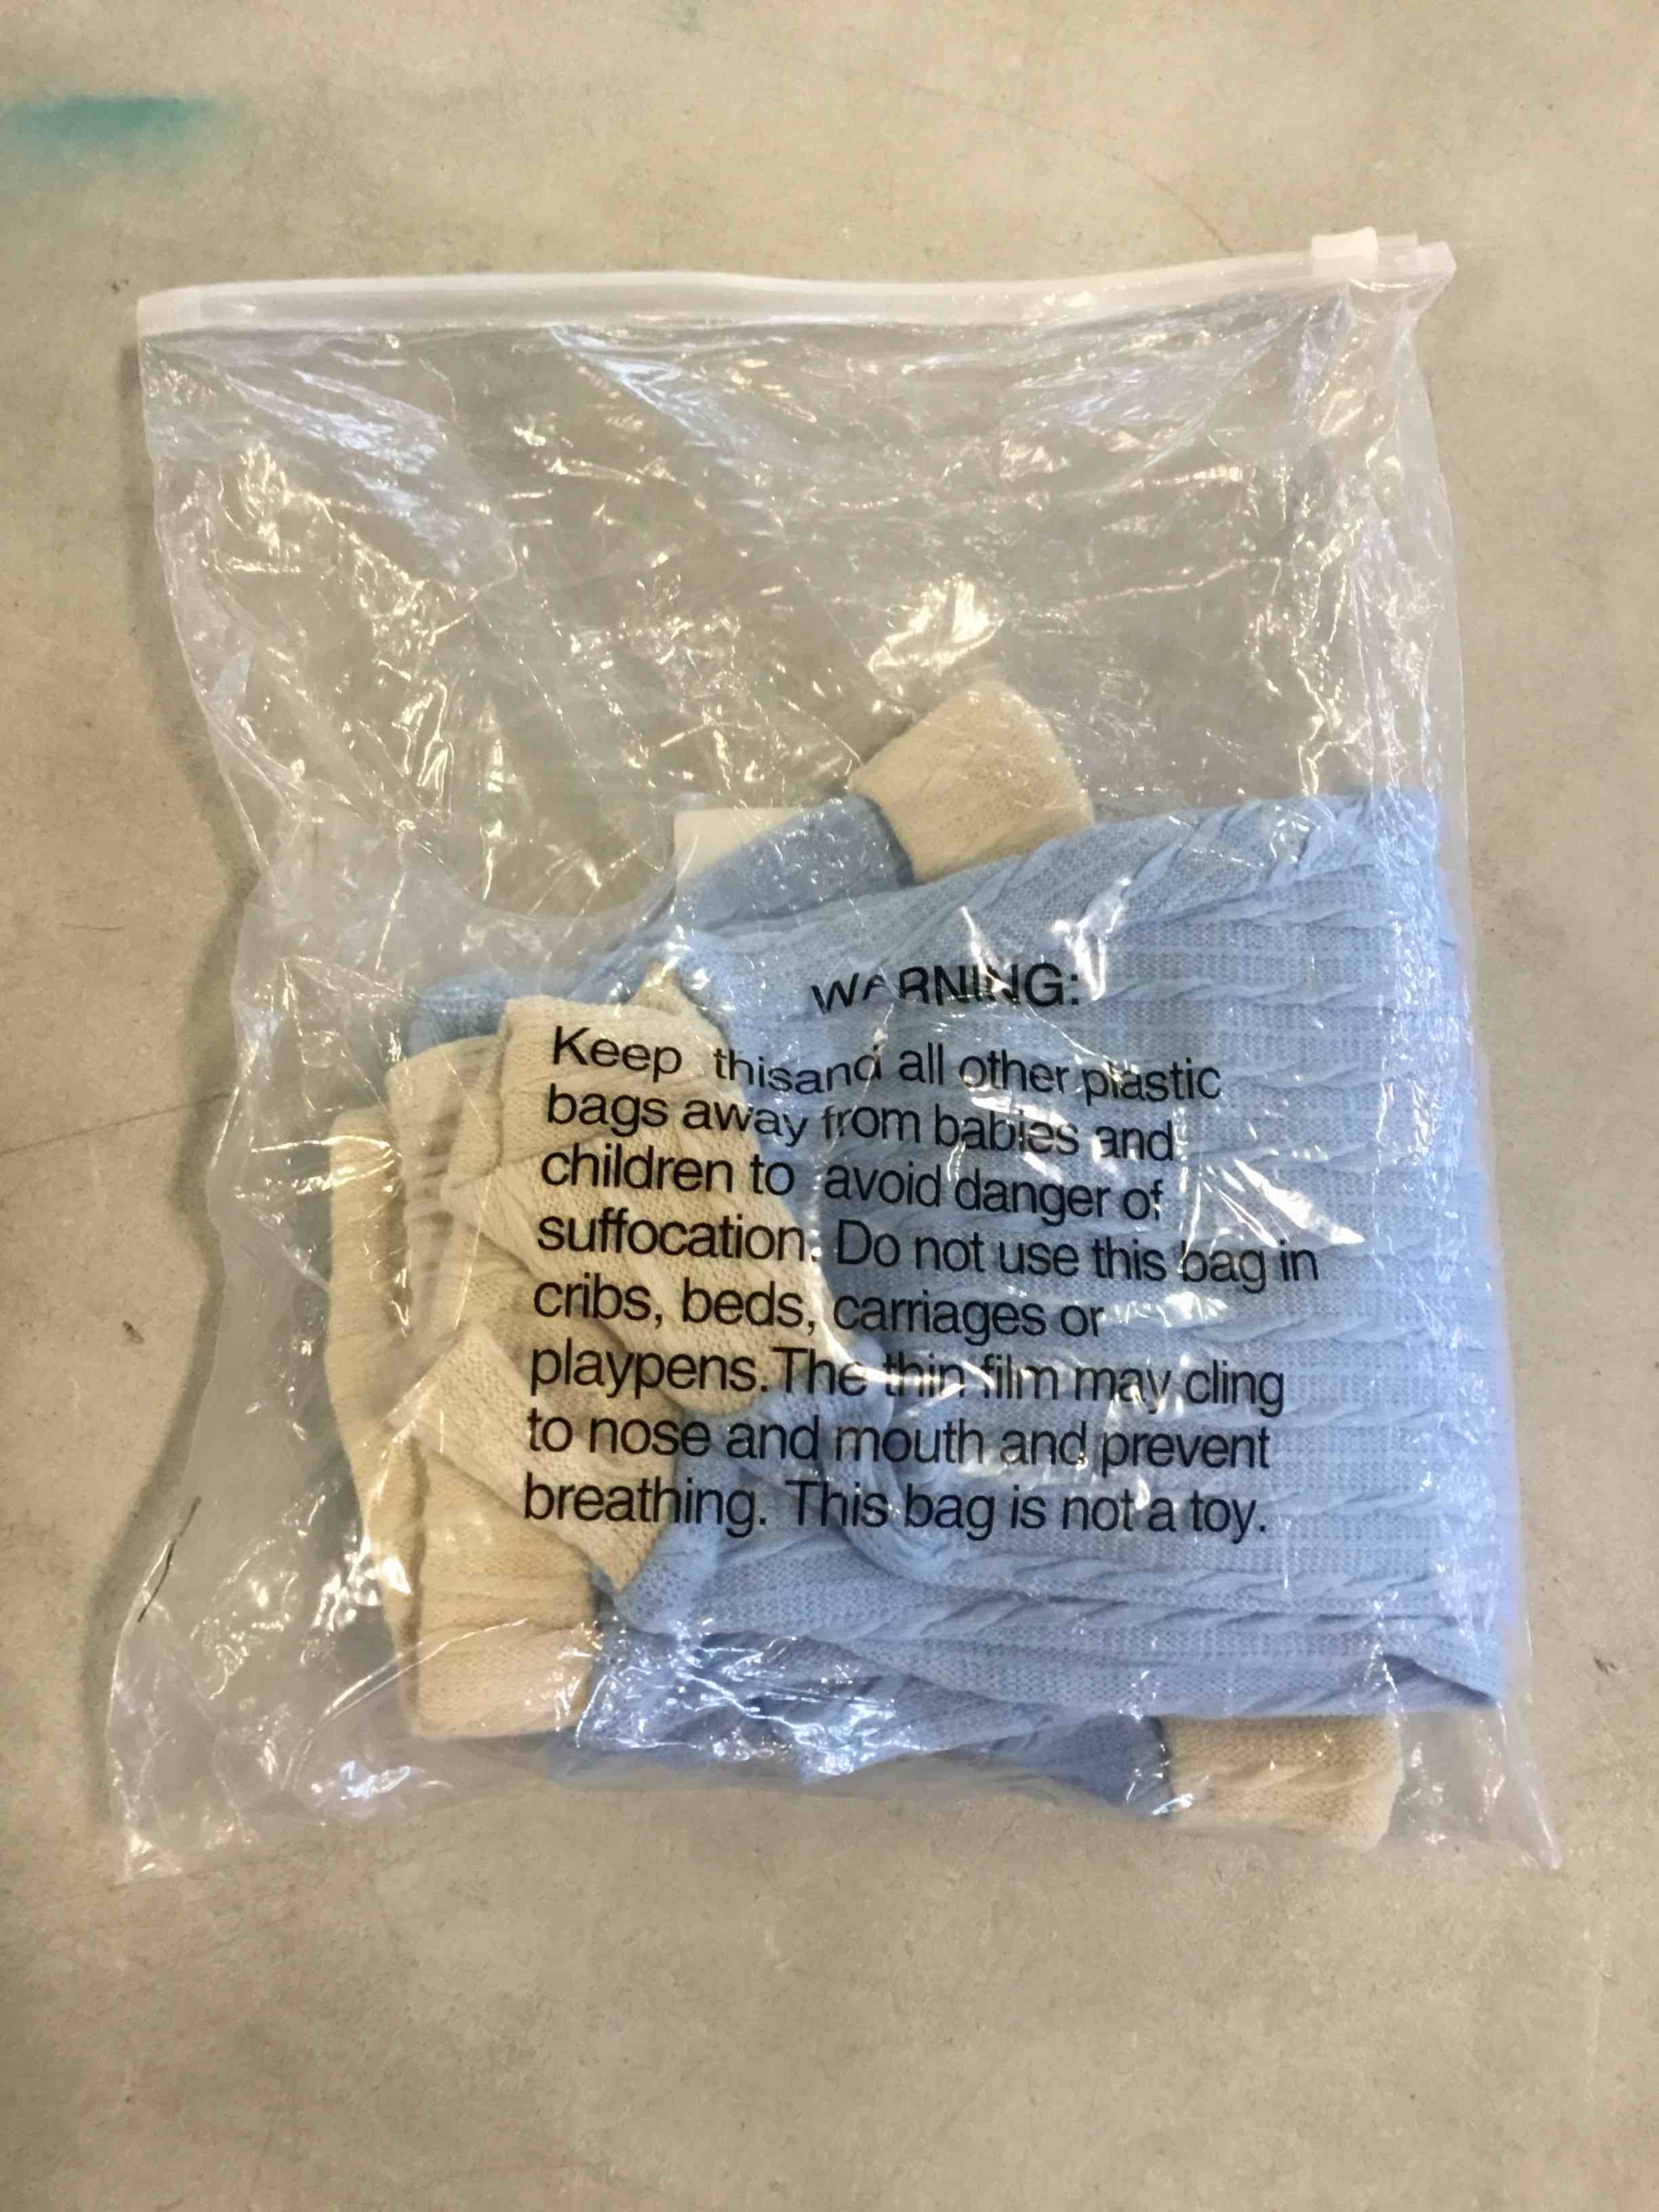 WARNING:
Keep thisand all other plastic
bags away from babies and
children to avoid danger of
suffocation. Do not use this bag in
cribs, beds, carriages or
playpens. The thin film may cling
to nose and mouth and prevent
breathing. This bag is not a toy.